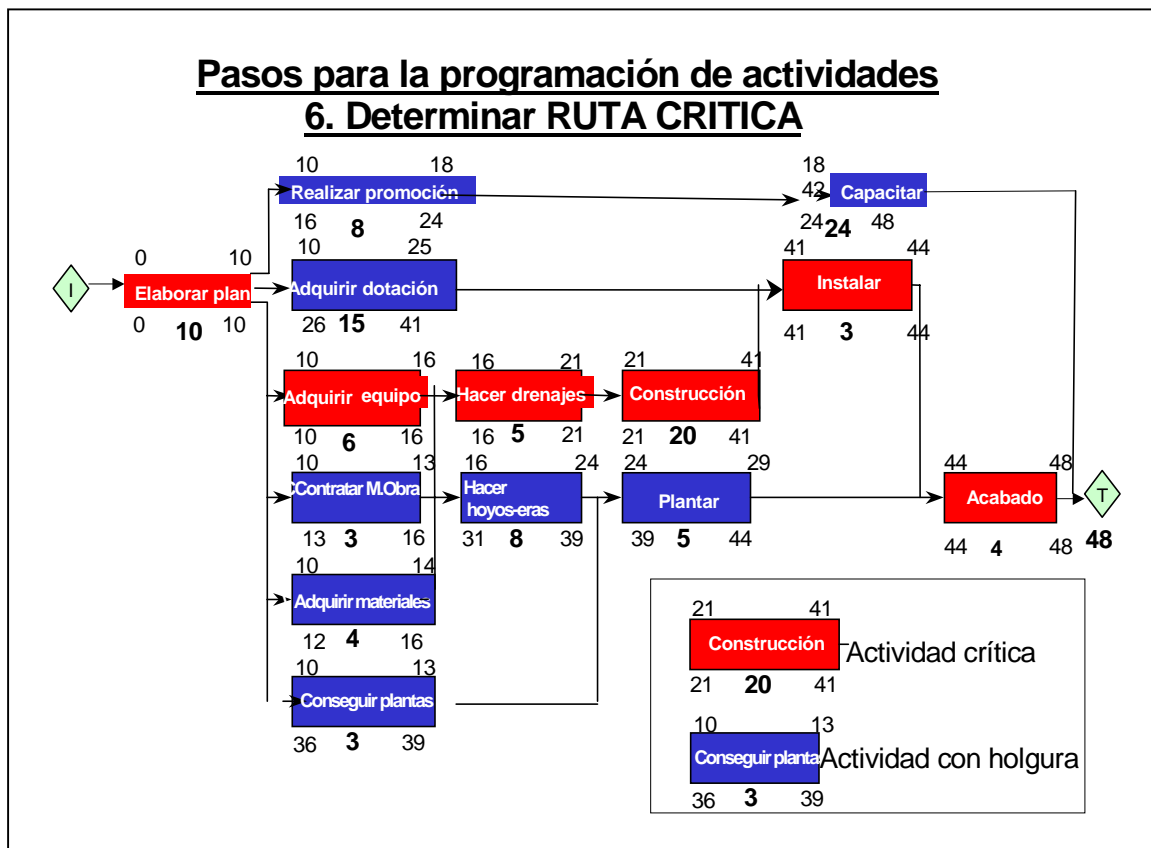 Pasos para la programación de actividades
6. Determinar RUTA CRITICA
10 18
Realizar promoción
16 8 24
18
42 Capacitar
24 24 48
I
0 10
Elaborar plan
0 10 10
10 25
Adquirir dotación
26 15 41
41 44
Instalar
41 3 44
10 16
Adquirir equipo
10 6 16
16 21
Hacer drenajes
16 5 21
21 41
Construcción
21 20 41
10 13
CContratar M.Obra
13 3 16
16 24
Hacer
hoyos-eras
31 8 39
24 29
Plantar
39 5 44
44 48
Acabado
44 4 48
T
48
10 14
Adquirir materiales
12 4 16
10 13
Conseguir plantas
36 3 39
21 41
Construcción
21 20 41
Actividad crítica
10 13
Conseguir planta
36 3 39
Actividad con holgura